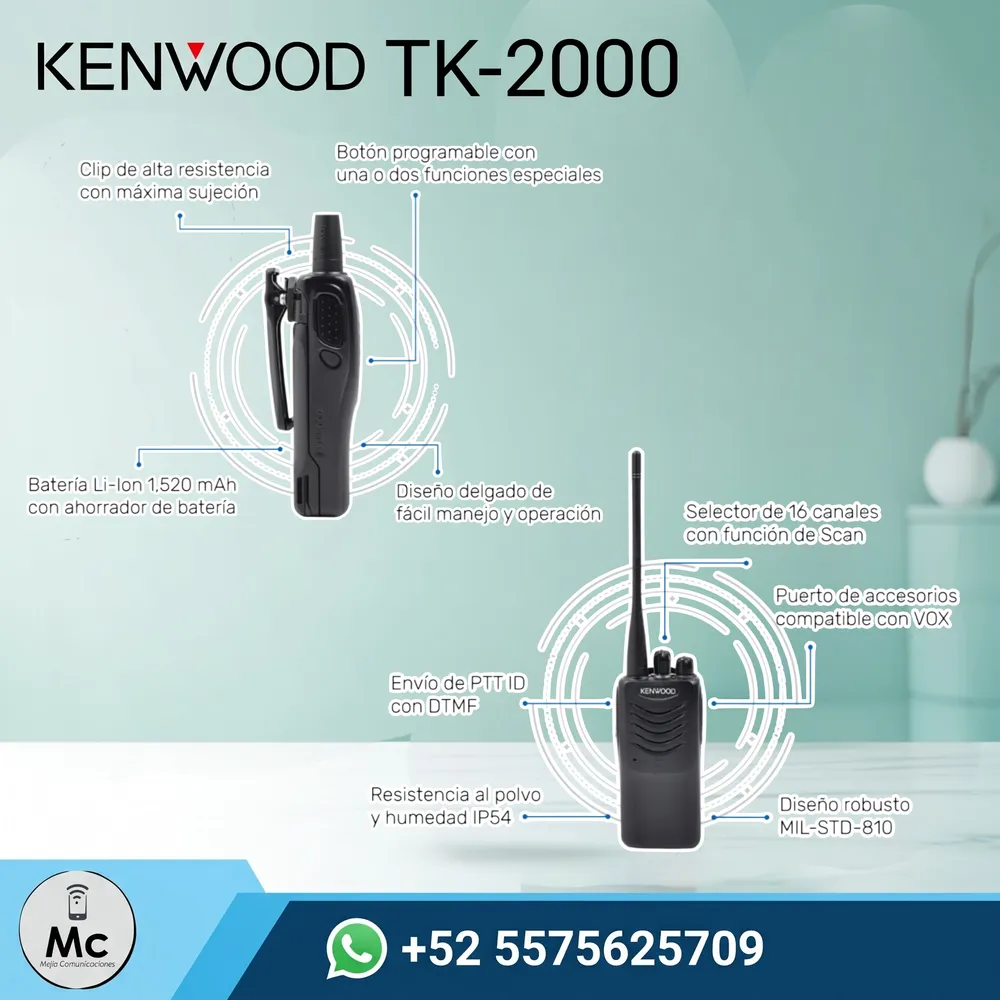 KENWOOD TK-2000
Clip de alta resistencia
con máxima sujeción
Botón programable con
una o dos funciones especiales
Batería Li-Ion 1,520 mAh
con ahorrador de batería
Diseño delgado de
fácil manejo y operación
Selector de 16 canales
con función de Scan
Puerto de accesorios
compatible con VOX
Envío de PTT ID
con DTMF
KENWOOD
Resistencia al polvo
y humedad IP54
Diseño robusto
MIL-STD-810
Mc
Mejía Comunicaciones
+52 5575625709